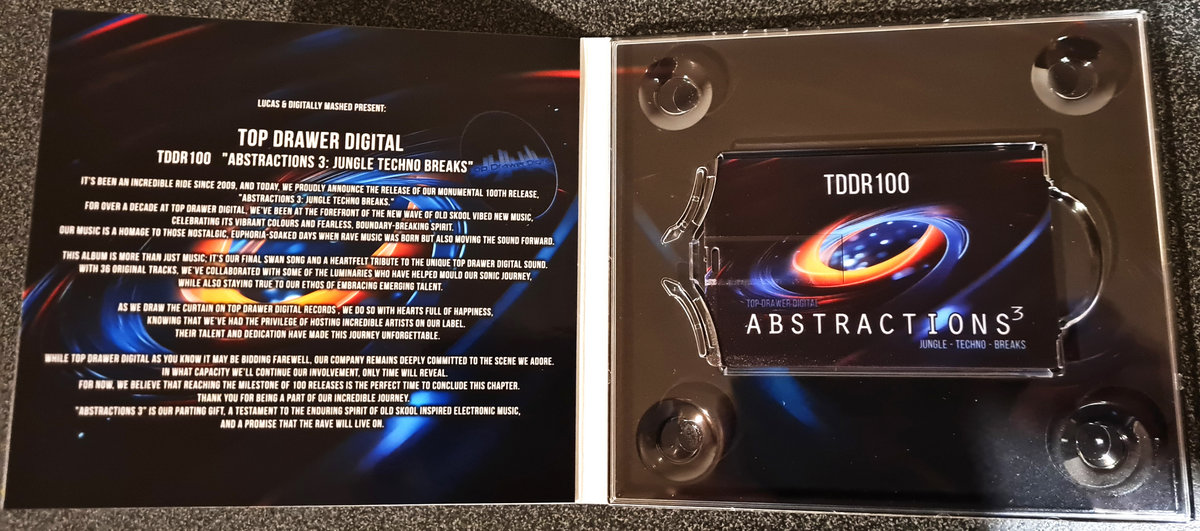 LUCAS & DIGITALLY MASHED PRESENT:
TOP DRAWER DIGITAL
TDDR100 "ABSTRACTIONS 3: JUNGLE TECHNO BREAKS"
Top Drawer Digital
IT'S BEEN AN INCREDIBLE RIDE SINCE 2009, AND TODAY, WE PROUDLY ANNOUNCE THE RELEASE OF OUR MONUMENTAL 100TH RELEASE,
"ABSTRACTIONS 3: JUNGLE TECHNO BREAKS."
FOR OVER A DECADE AT TOP DRAWER DIGITAL, WE'VE BEEN AT THE FOREFRONT OF THE NEW WAVE OF OLD SKOOL VIBED NEW MUSIC,
CELEBRATING ITS VIBRANT COLOURS AND FEARLESS, BOUNDARY-BREAKING SPIRIT.
OUR MUSIC IS A HOMAGE TO THOSE NOSTALGIC, EUPHORIA-SOAKED DAYS WHEN RAVE MUSIC WAS BORN BUT ALSO MOVING THE SOUND FORWARD.
THIS ALBUM IS MORE THAN JUST MUSIC; IT'S OUR FINAL SWAN SONG AND A HEARTFELT TRIBUTE TO THE UNIQUE TOP DRAWER DIGITAL SOUND.
WITH 36 ORIGINAL TRACKS, WE'VE COLLABORATED WITH SOME OF THE LUMINARIES WHO HAVE HELPED MOULD OUR SONIC JOURNEY,
WHILE ALSO STAYING TRUE TO OUR ETHOS OF EMBRACING EMERGING TALENT.
AS WE DRAW THE CURTAIN ON TOP DRAWER DIGITAL RECORDS , WE DO SO WITH HEARTS FULL OF HAPPINESS,
KNOWING THAT WE'VE HAD THE PRIVILEGE OF HOSTING INCREDIBLE ARTISTS ON OUR LABEL.
THEIR TALENT AND DEDICATION HAVE MADE THIS JOURNEY UNFORGETTABLE.
WHILE TOP DRAWER DIGITAL AS YOU KNOW IT MAY BE BIDDING FAREWELL, OUR COMPANY REMAINS DEEPLY COMMITTED TO THE SCENE WE ADORE.
IN WHAT CAPACITY WE'LL CONTINUE OUR INVOLVEMENT, ONLY TIME WILL REVEAL.
FOR NOW, WE BELIEVE THAT REACHING THE MILESTONE OF 100 RELEASES IS THE PERFECT TIME TO CONCLUDE THIS CHAPTER.
THANK YOU FOR BEING A PART OF OUR INCREDIBLE JOURNEY.
"ABSTRACTIONS 3" IS OUR PARTING GIFT, A TESTAMENT TO THE ENDURING SPIRIT OF OLD SKOOL INSPIRED ELECTRONIC MUSIC,
AND A PROMISE THAT THE RAVE WILL LIVE ON.
TDDR100
TOP DRAWER DIGITAL
ABSTRACTIONS 3
JUNGLE - TECHNO - BREAKS